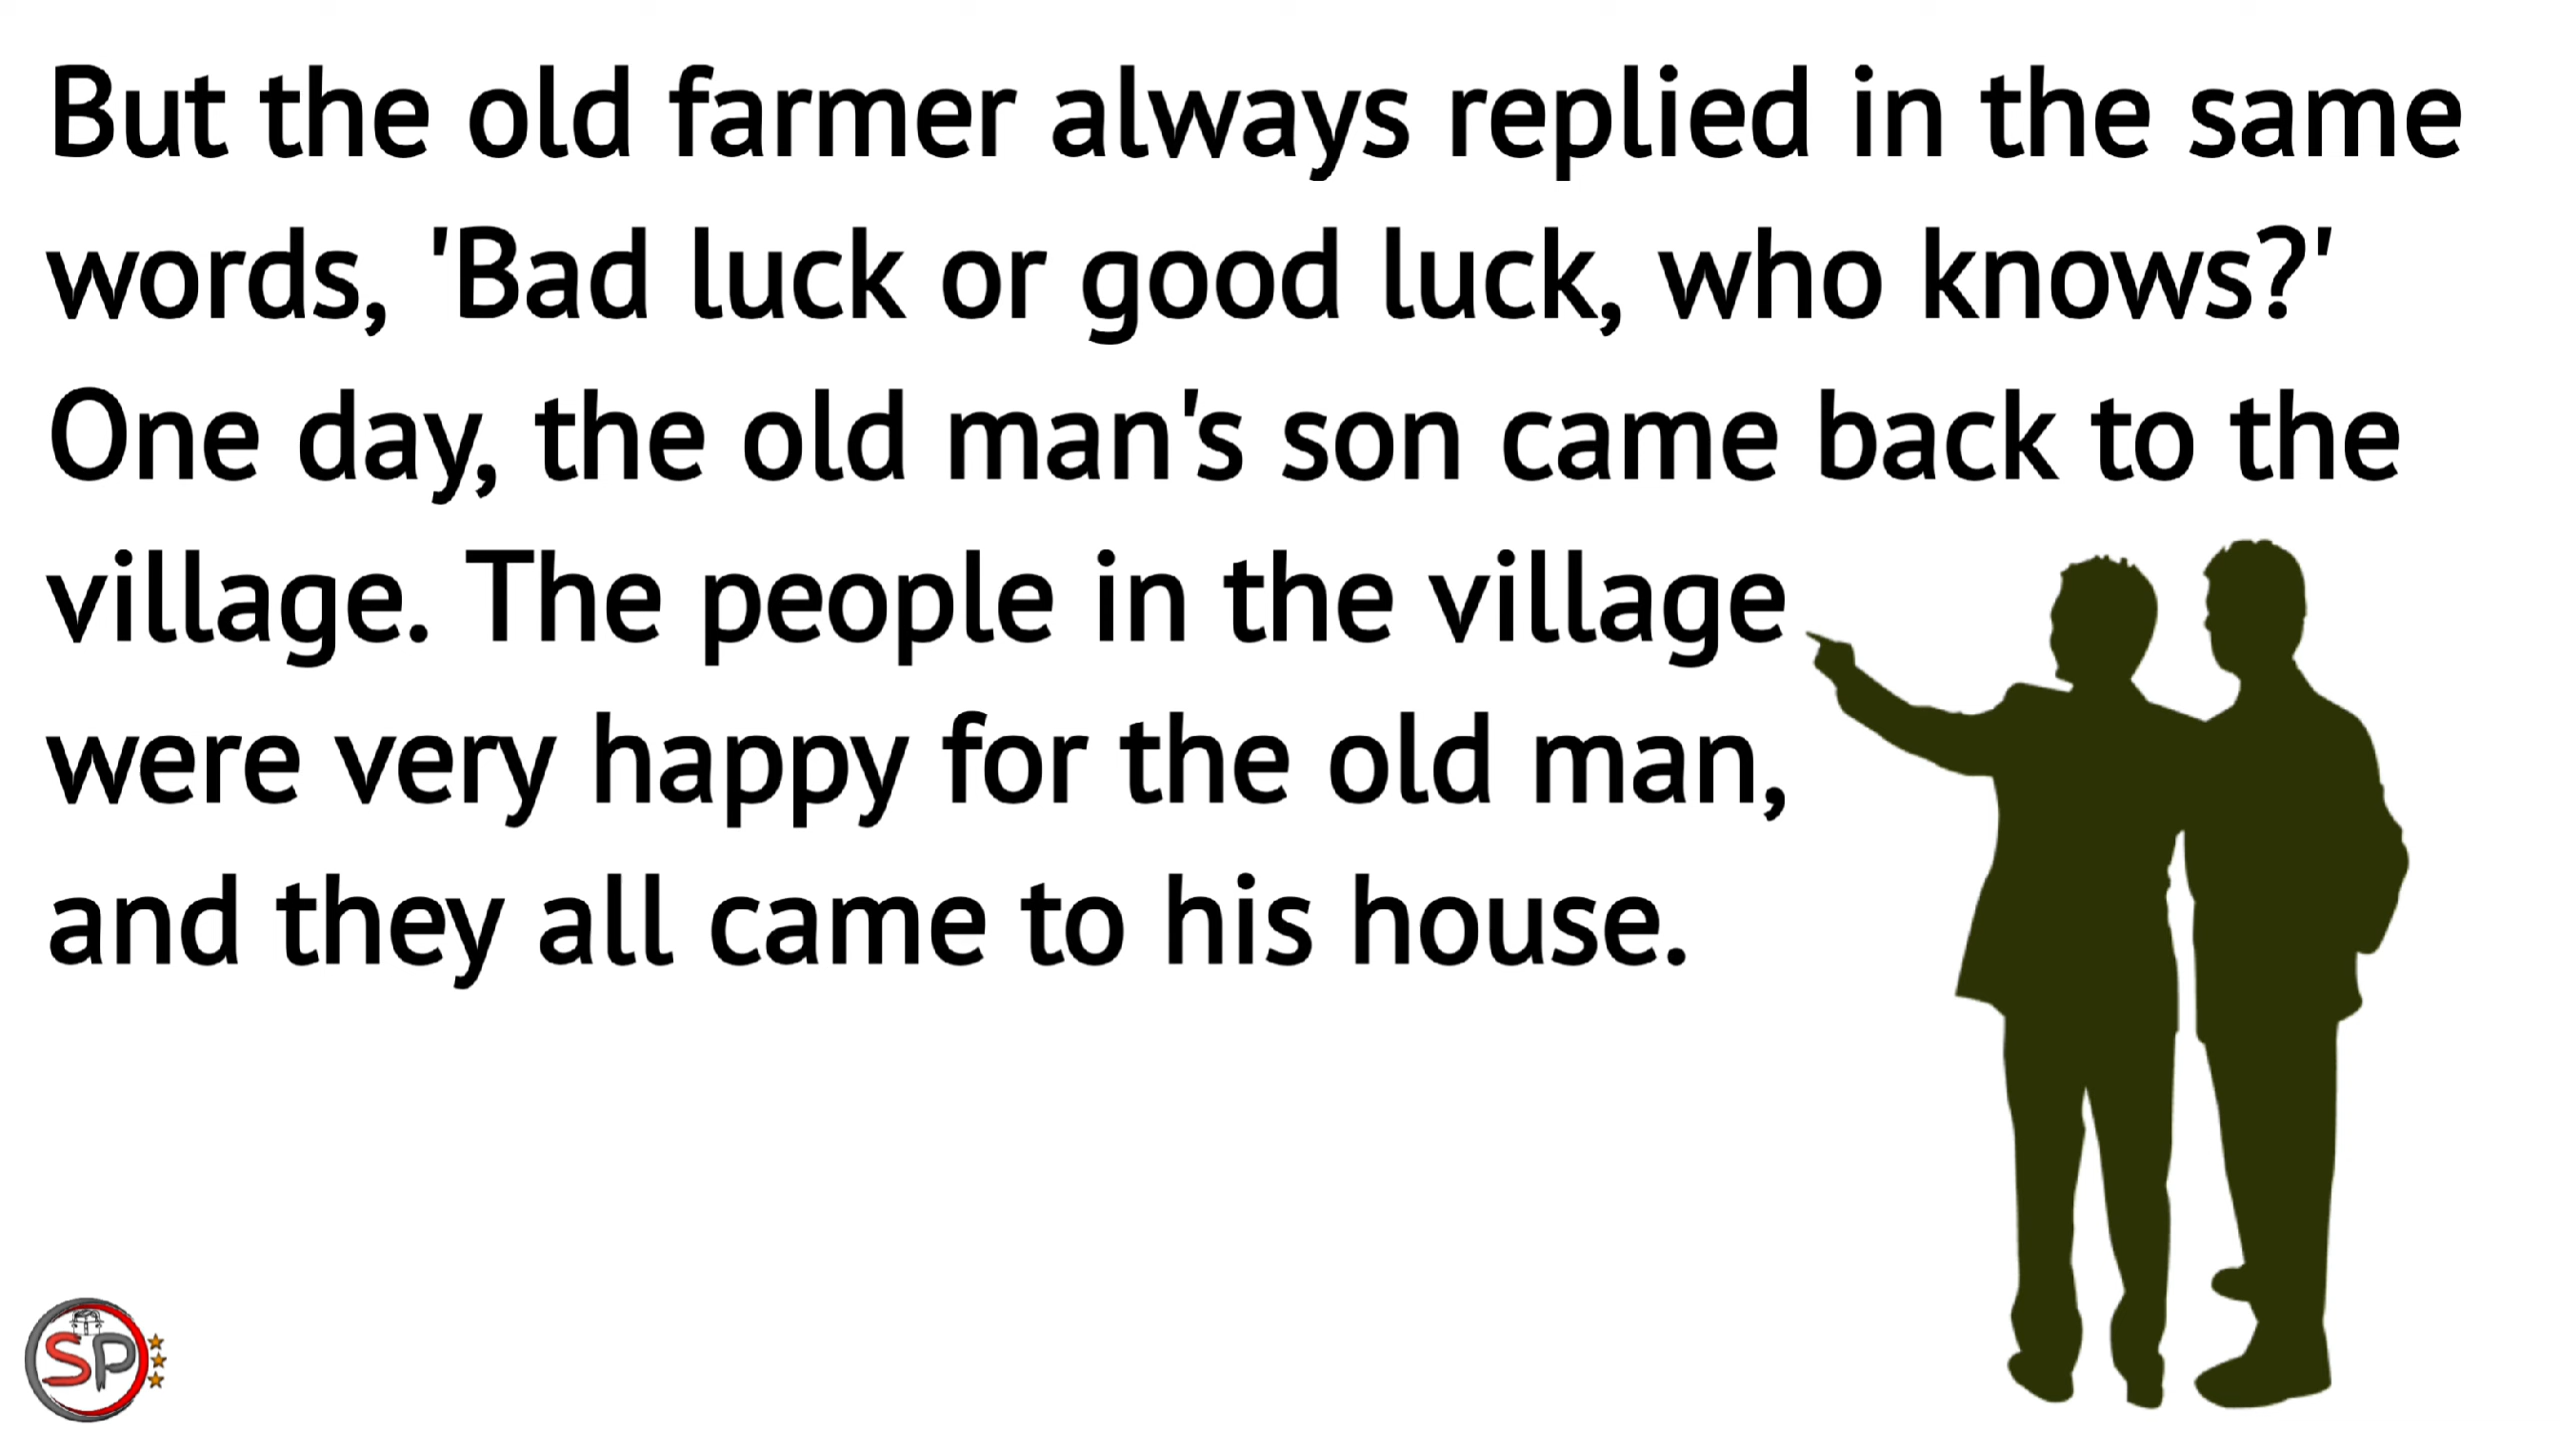 But the old farmer always replied in the same
words, 'Bad luck or good luck, who knows?'
One day, the old man's son came back to the
village. The people in the village
were very happy for the old man,
and they all came to his house.
SP